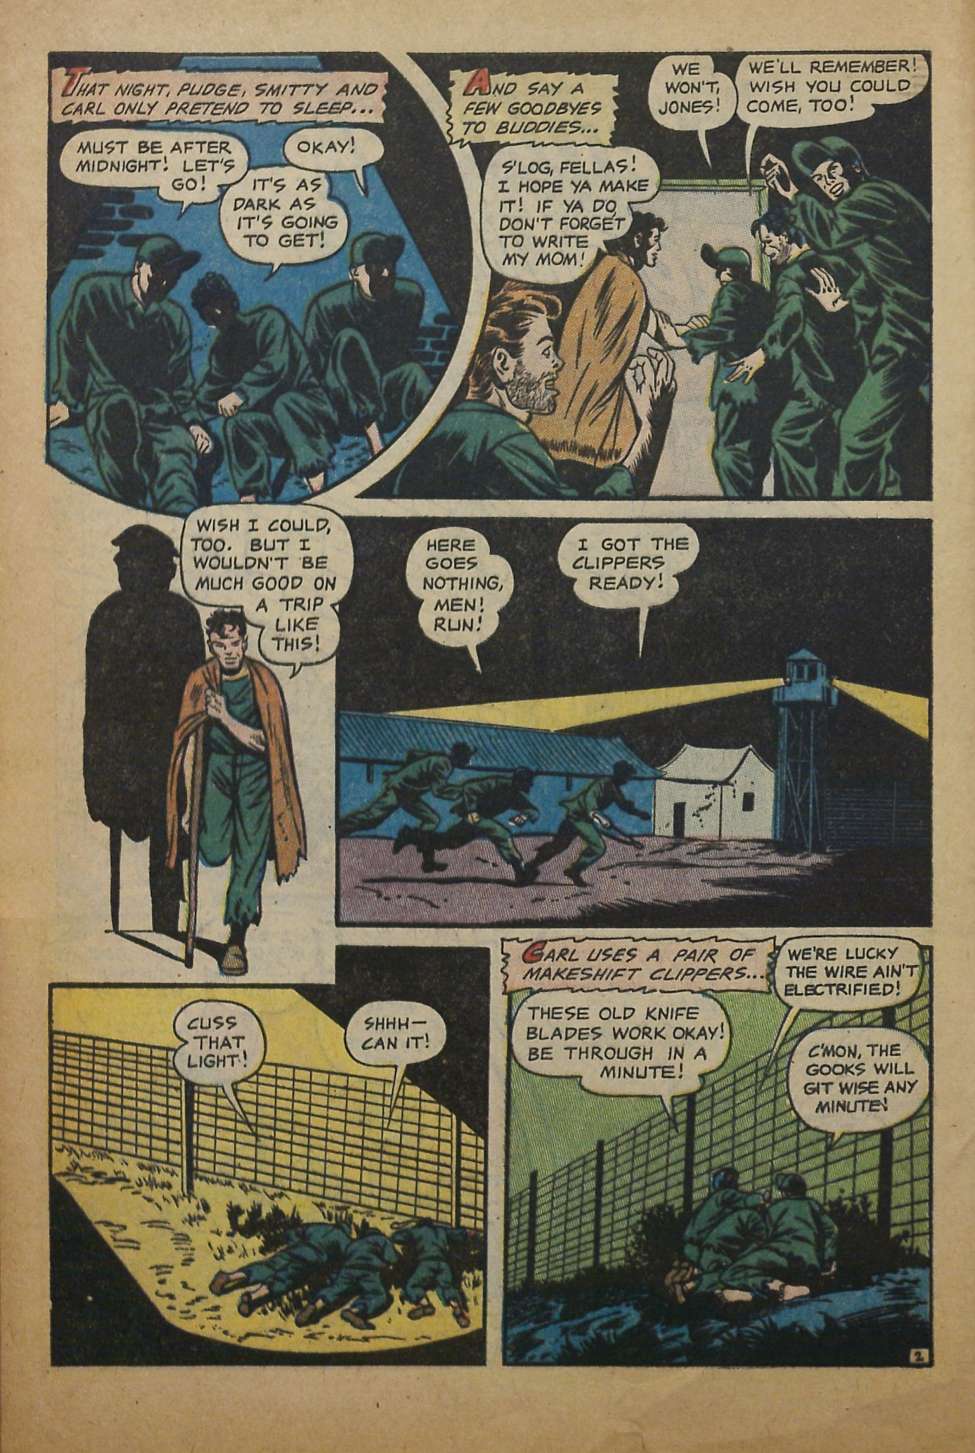 THAT NIGHT, PUDGE, SMITTY AND
CARL ONLY PRETEND TO SLEEP...
MUST BE AFTER
MIDNIGHT! LET'S
GO!
IT'S AS
DARK AS
IT'S GOING
TO GET!
OKAY!
AND SAY A
FEW GOODBYES
TO BUDDIES...
S'LOG, FELLAS!
I HOPE YA MAKE
IT! IF YA DO,
DON'T FORGET
TO WRITE
MY MOM!
WE
WON'T,
JONES!
WE'LL REMEMBER!
WISH YOU COULD
COME, TOO!
WISH I COULD,
TOO. BUT I
WOULDN'T BE
MUCH GOOD ON
A TRIP
LIKE
THIS!
HERE
GOES
NOTHING,
MEN!
RUN!
I GOT THE
CLIPPERS
READY!
CUSS
THAT
LIGHT!
SHHH-
CAN IT!
CARL USES A PAIR OF
MAKESHIFT CLIPPERS...
THESE OLD KNIFE
BLADES WORK OKAY!
BE THROUGH IN A
MINUTE!
WE'RE LUCKY
THE WIRE AIN'T
ELECTRIFIED!
C'MON, THE
GOOKS WILL
GIT WISE ANY
MINUTE!
2